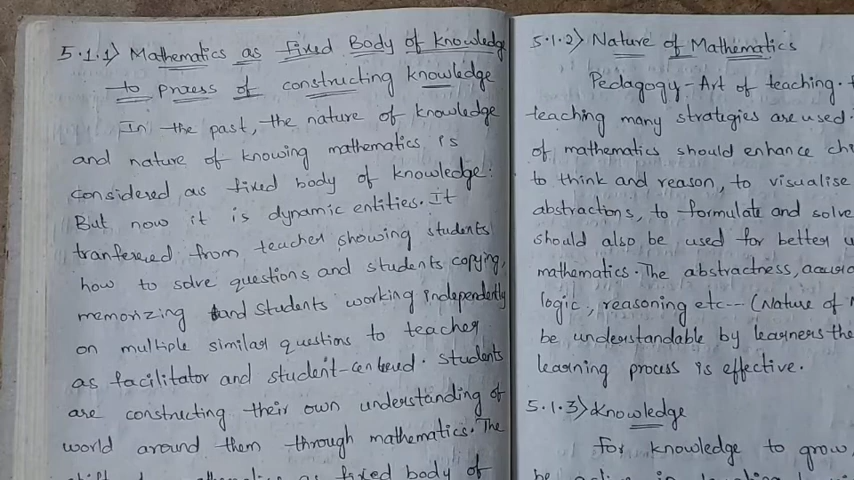 5.1.1) Mathematics as fixed Body of knowledge
to process of constructing knowledge
In the past, the nature of knowledge
and nature of knowing mathematics is
considered as fixed body of knowledge.
But now it is dynamic entities. It
tranfered from teacher showing students
how to solve questions and students copying,
memorizing and students working independently
on multiple similar questions to teacher
as facilitator and student-centered. students
are constructing their own understanding of
world around them through mathematics. The
as fixed body of
5.1.2) Nature of Mathematics
Pedagogy - Art of teaching.
teaching many strategies are used
of mathematics should enhance
to think and reason, to visualise
abstractions, to formulate and solve
should also be used for better
mathematics. The abstractness,
logic, reasoning etc-- (Nature of
be understandable by learners the
learning process is effective.
5.1.3) Knowledge
for knowledge to grow,
be